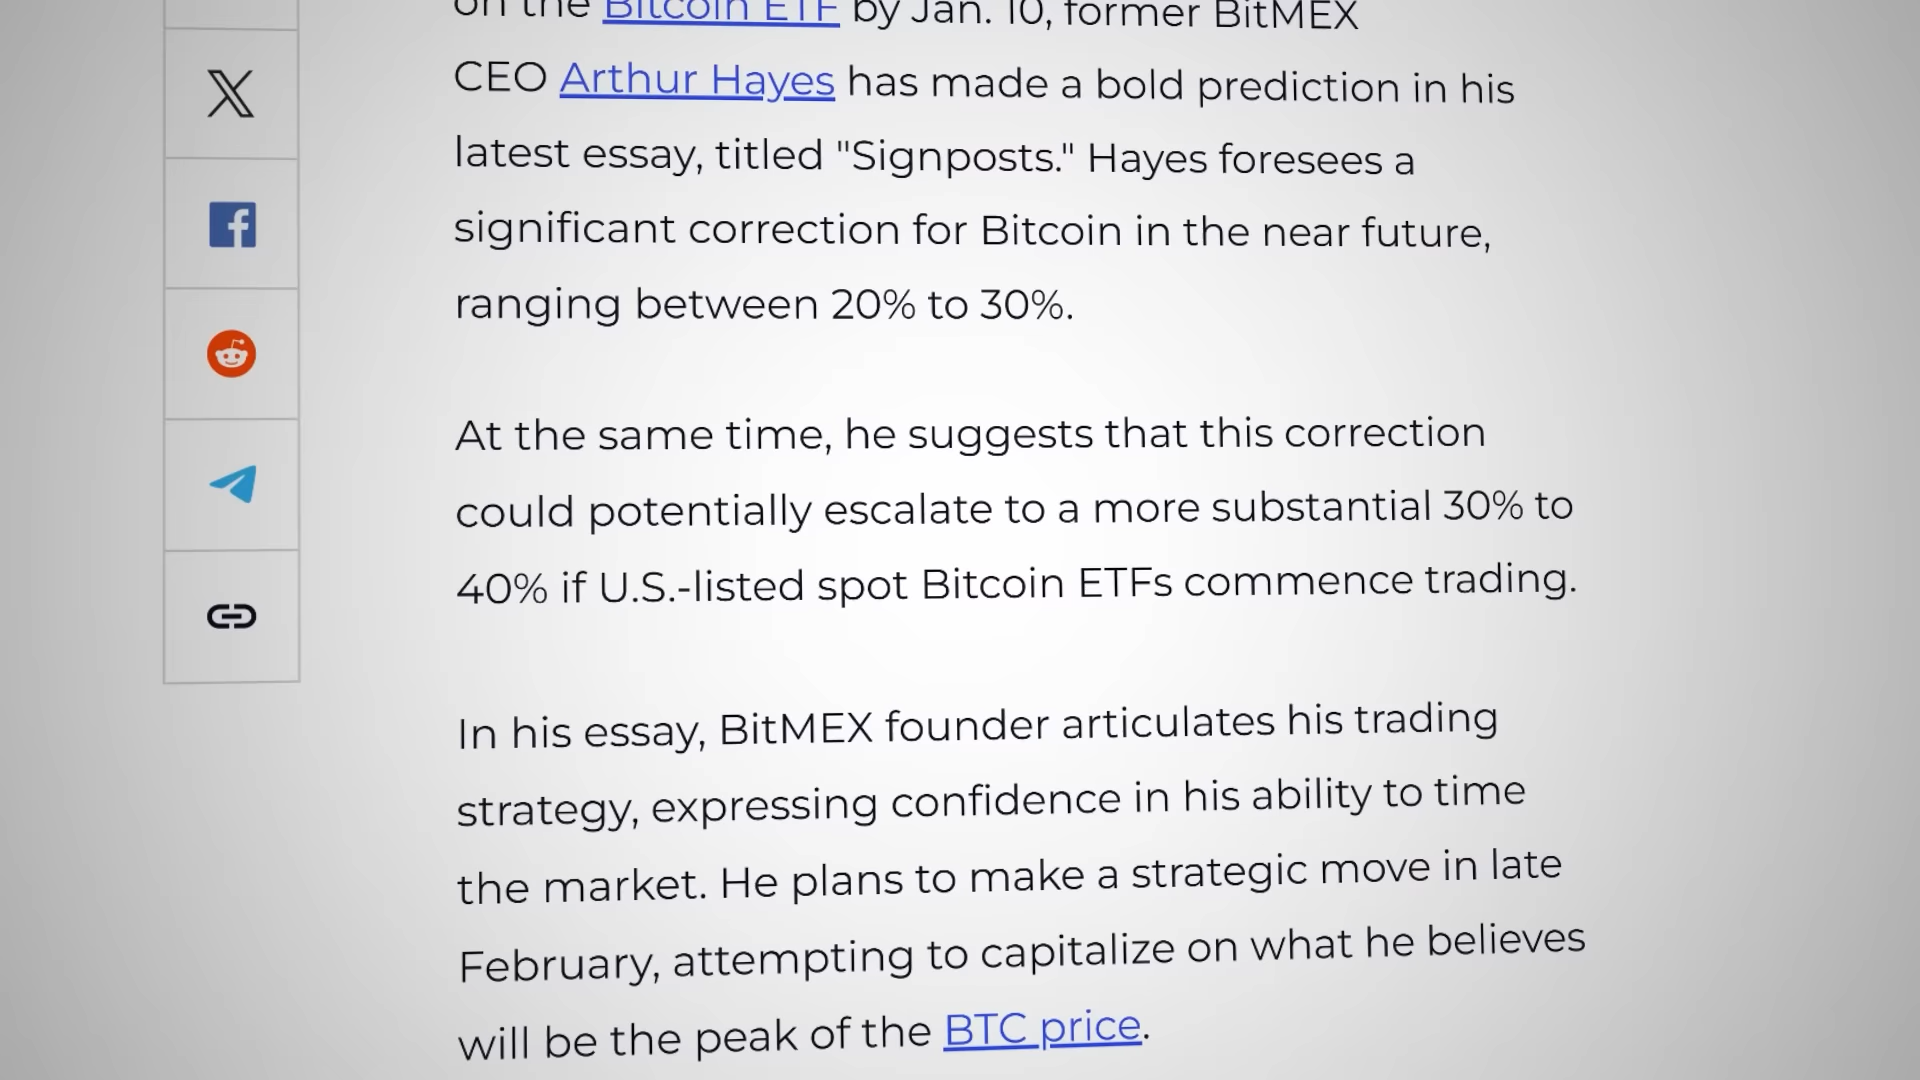 on the Bitcoin ETF by Jan. 10, former BitMEX
CEO Arthur Hayes has made a bold prediction in his
latest essay, titled "Signposts." Hayes foresees a
significant correction for Bitcoin in the near future,
ranging between 20% to 30%.
At the same time, he suggests that this correction
could potentially escalate to a more substantial 30% to
40% if U.S.-listed spot Bitcoin ETFs commence trading.
In his essay, BitMEX founder articulates his trading
strategy, expressing confidence in his ability to time
the market. He plans to make a strategic move in late
February, attempting to capitalize on what he believes
will be the peak of the BTC price.